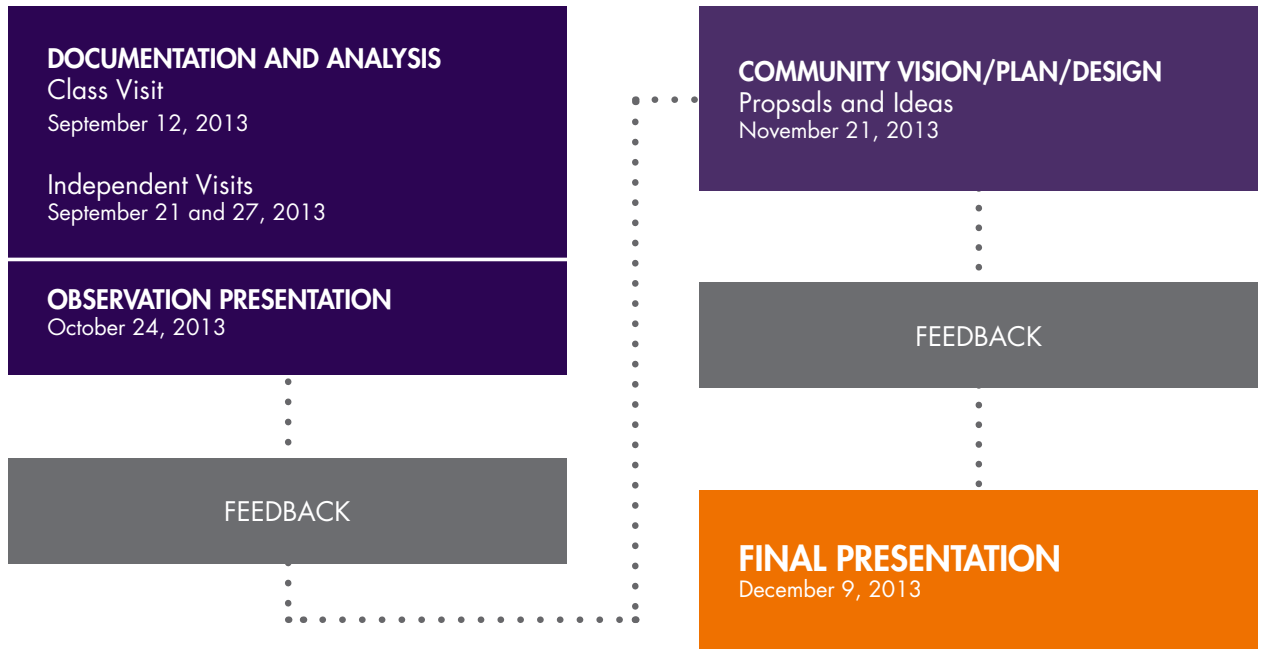 DOCUMENTATION AND ANALYSIS
Class Visit
September 12, 2013
Independent Visits
September 21 and 27, 2013
OBSERVATION PRESENTATION
October 24, 2013
FEEDBACK
COMMUNITY VISION/PLAN/DESIGN
Propsals and Ideas
November 21, 2013
FEEDBACK
FINAL PRESENTATION
December 9, 2013